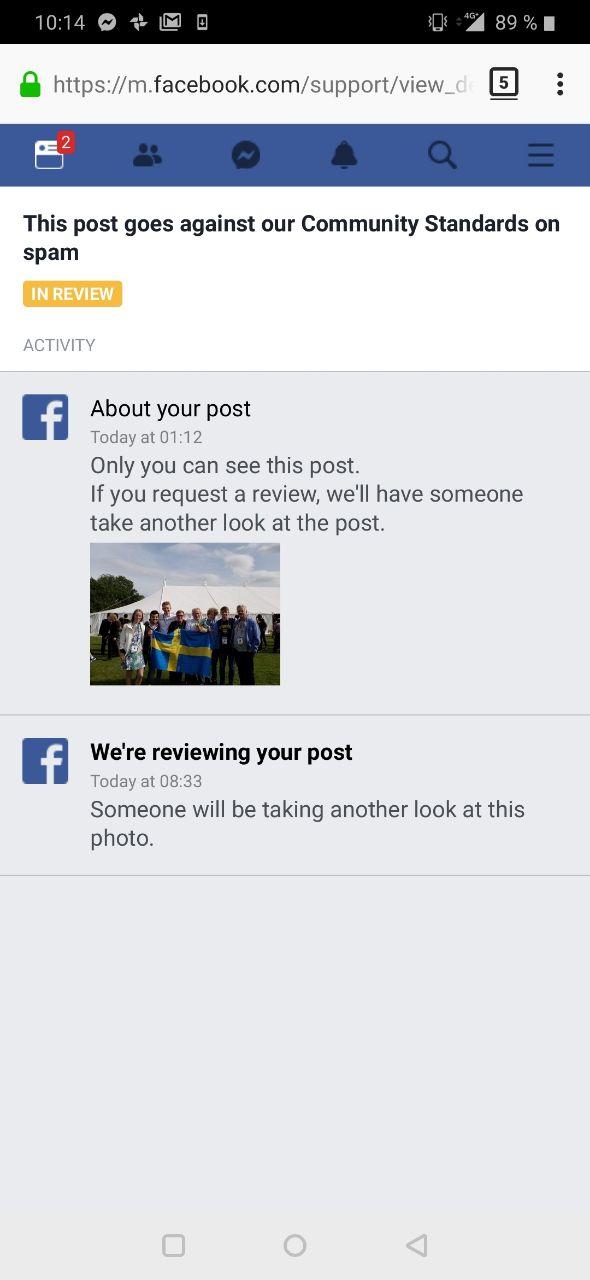 10:14 4G+ 89 %
https://m.facebook.com/support/view_de 5
2
This post goes against our Community Standards on
spam
IN REVIEW
ACTIVITY
About your post
Today at 01:12
Only you can see this post.
If you request a review, we'll have someone
take another look at the post.
We're reviewing your post
Today at 08:33
Someone will be taking another look at this
photo.